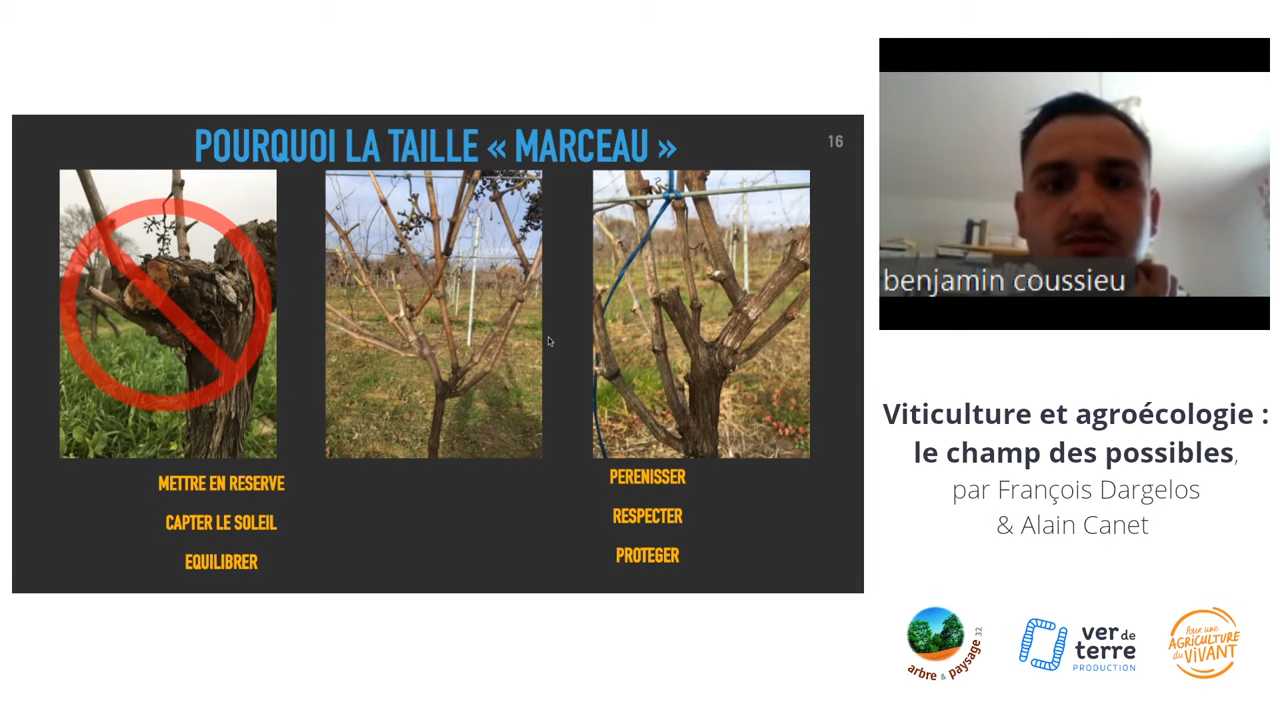 POURQUOI LA TAILLE « MARCEAU »
16
METTRE EN RESERVE
CAPTER LE SOLEIL
EQUILIBRER
PERENISSER
RESPECTER
PROTEGER
benjamin coussieu
Viticulture et agroécologie :
le champ des possibles,
par François Dargelos
& Alain Canet
arbre & paysage 32
ver de
terre
PRODUCTION
Pour une
AGRICULTURE
du VIVANT